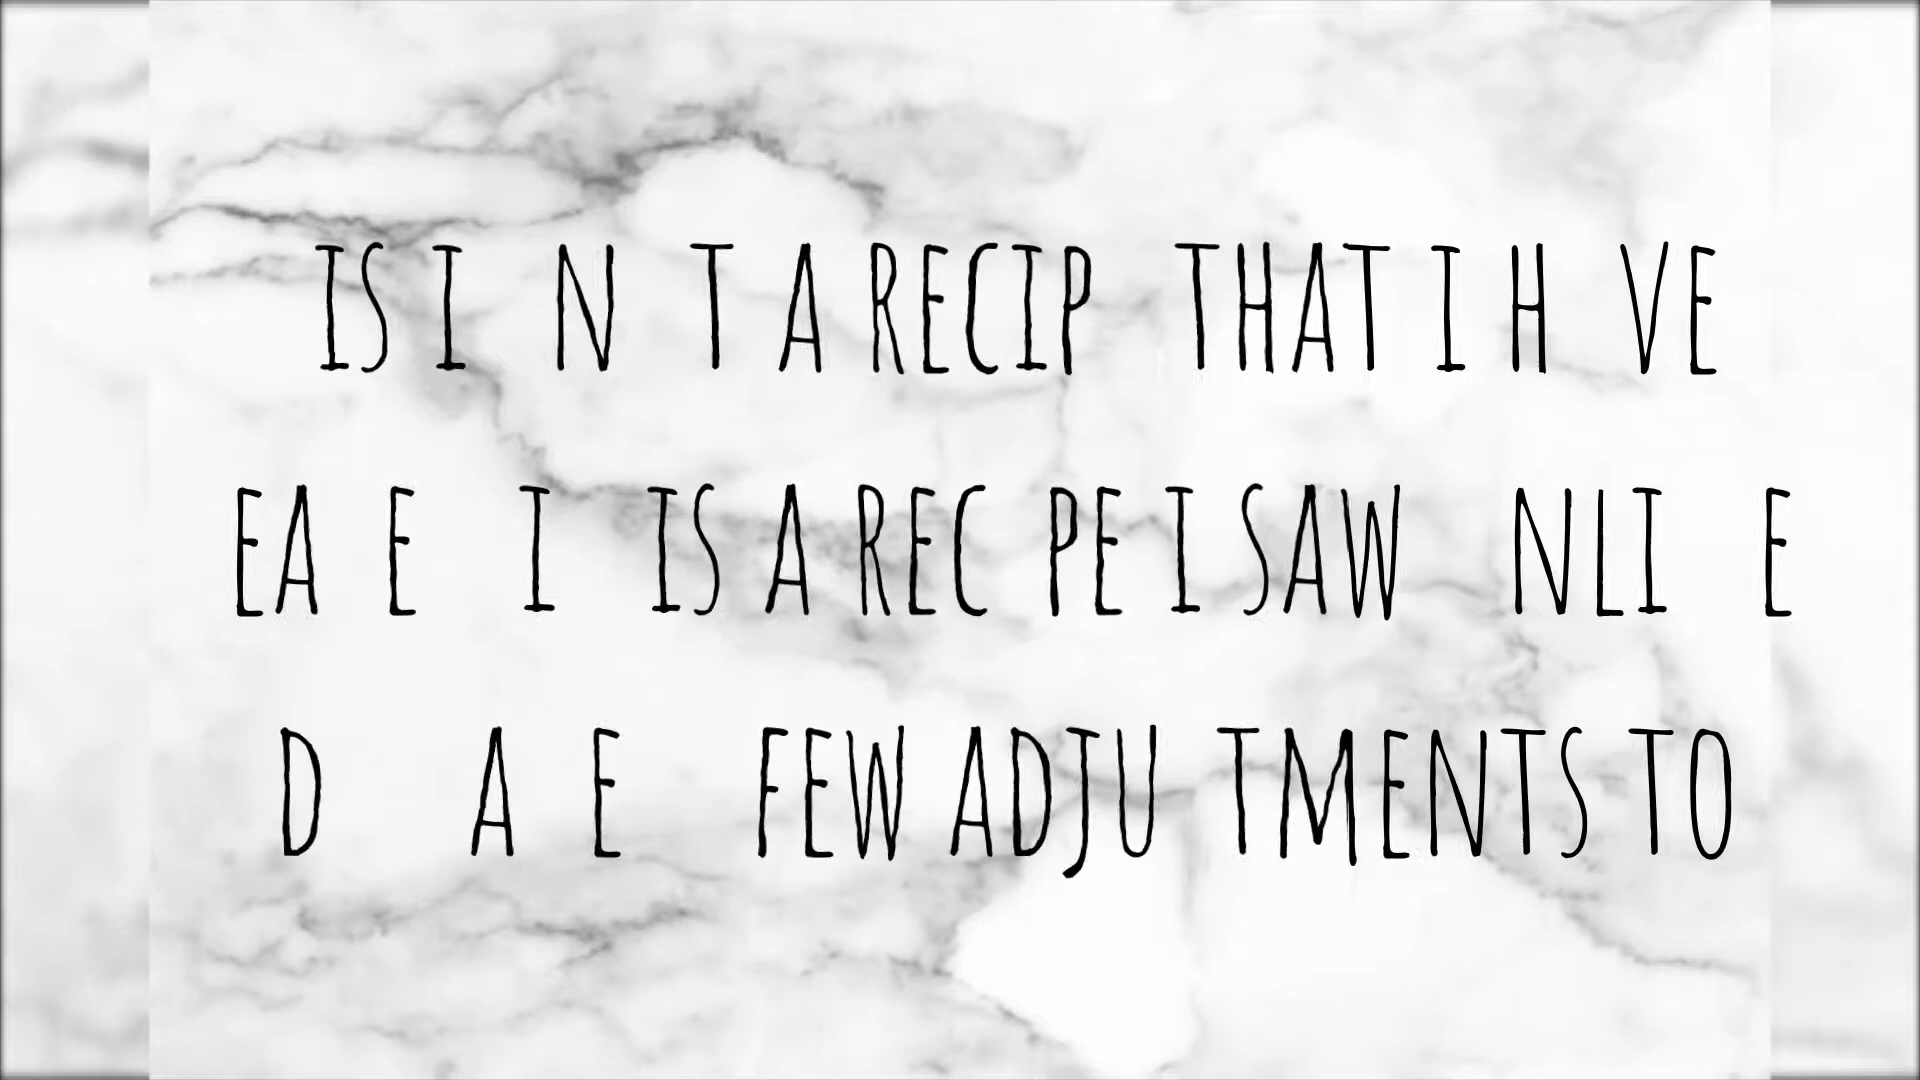 IS I N T A RECIP THAT I H VE
EA E I IS A REC PE I SAW NLI E
D A E FEW ADJU TMENTS TO